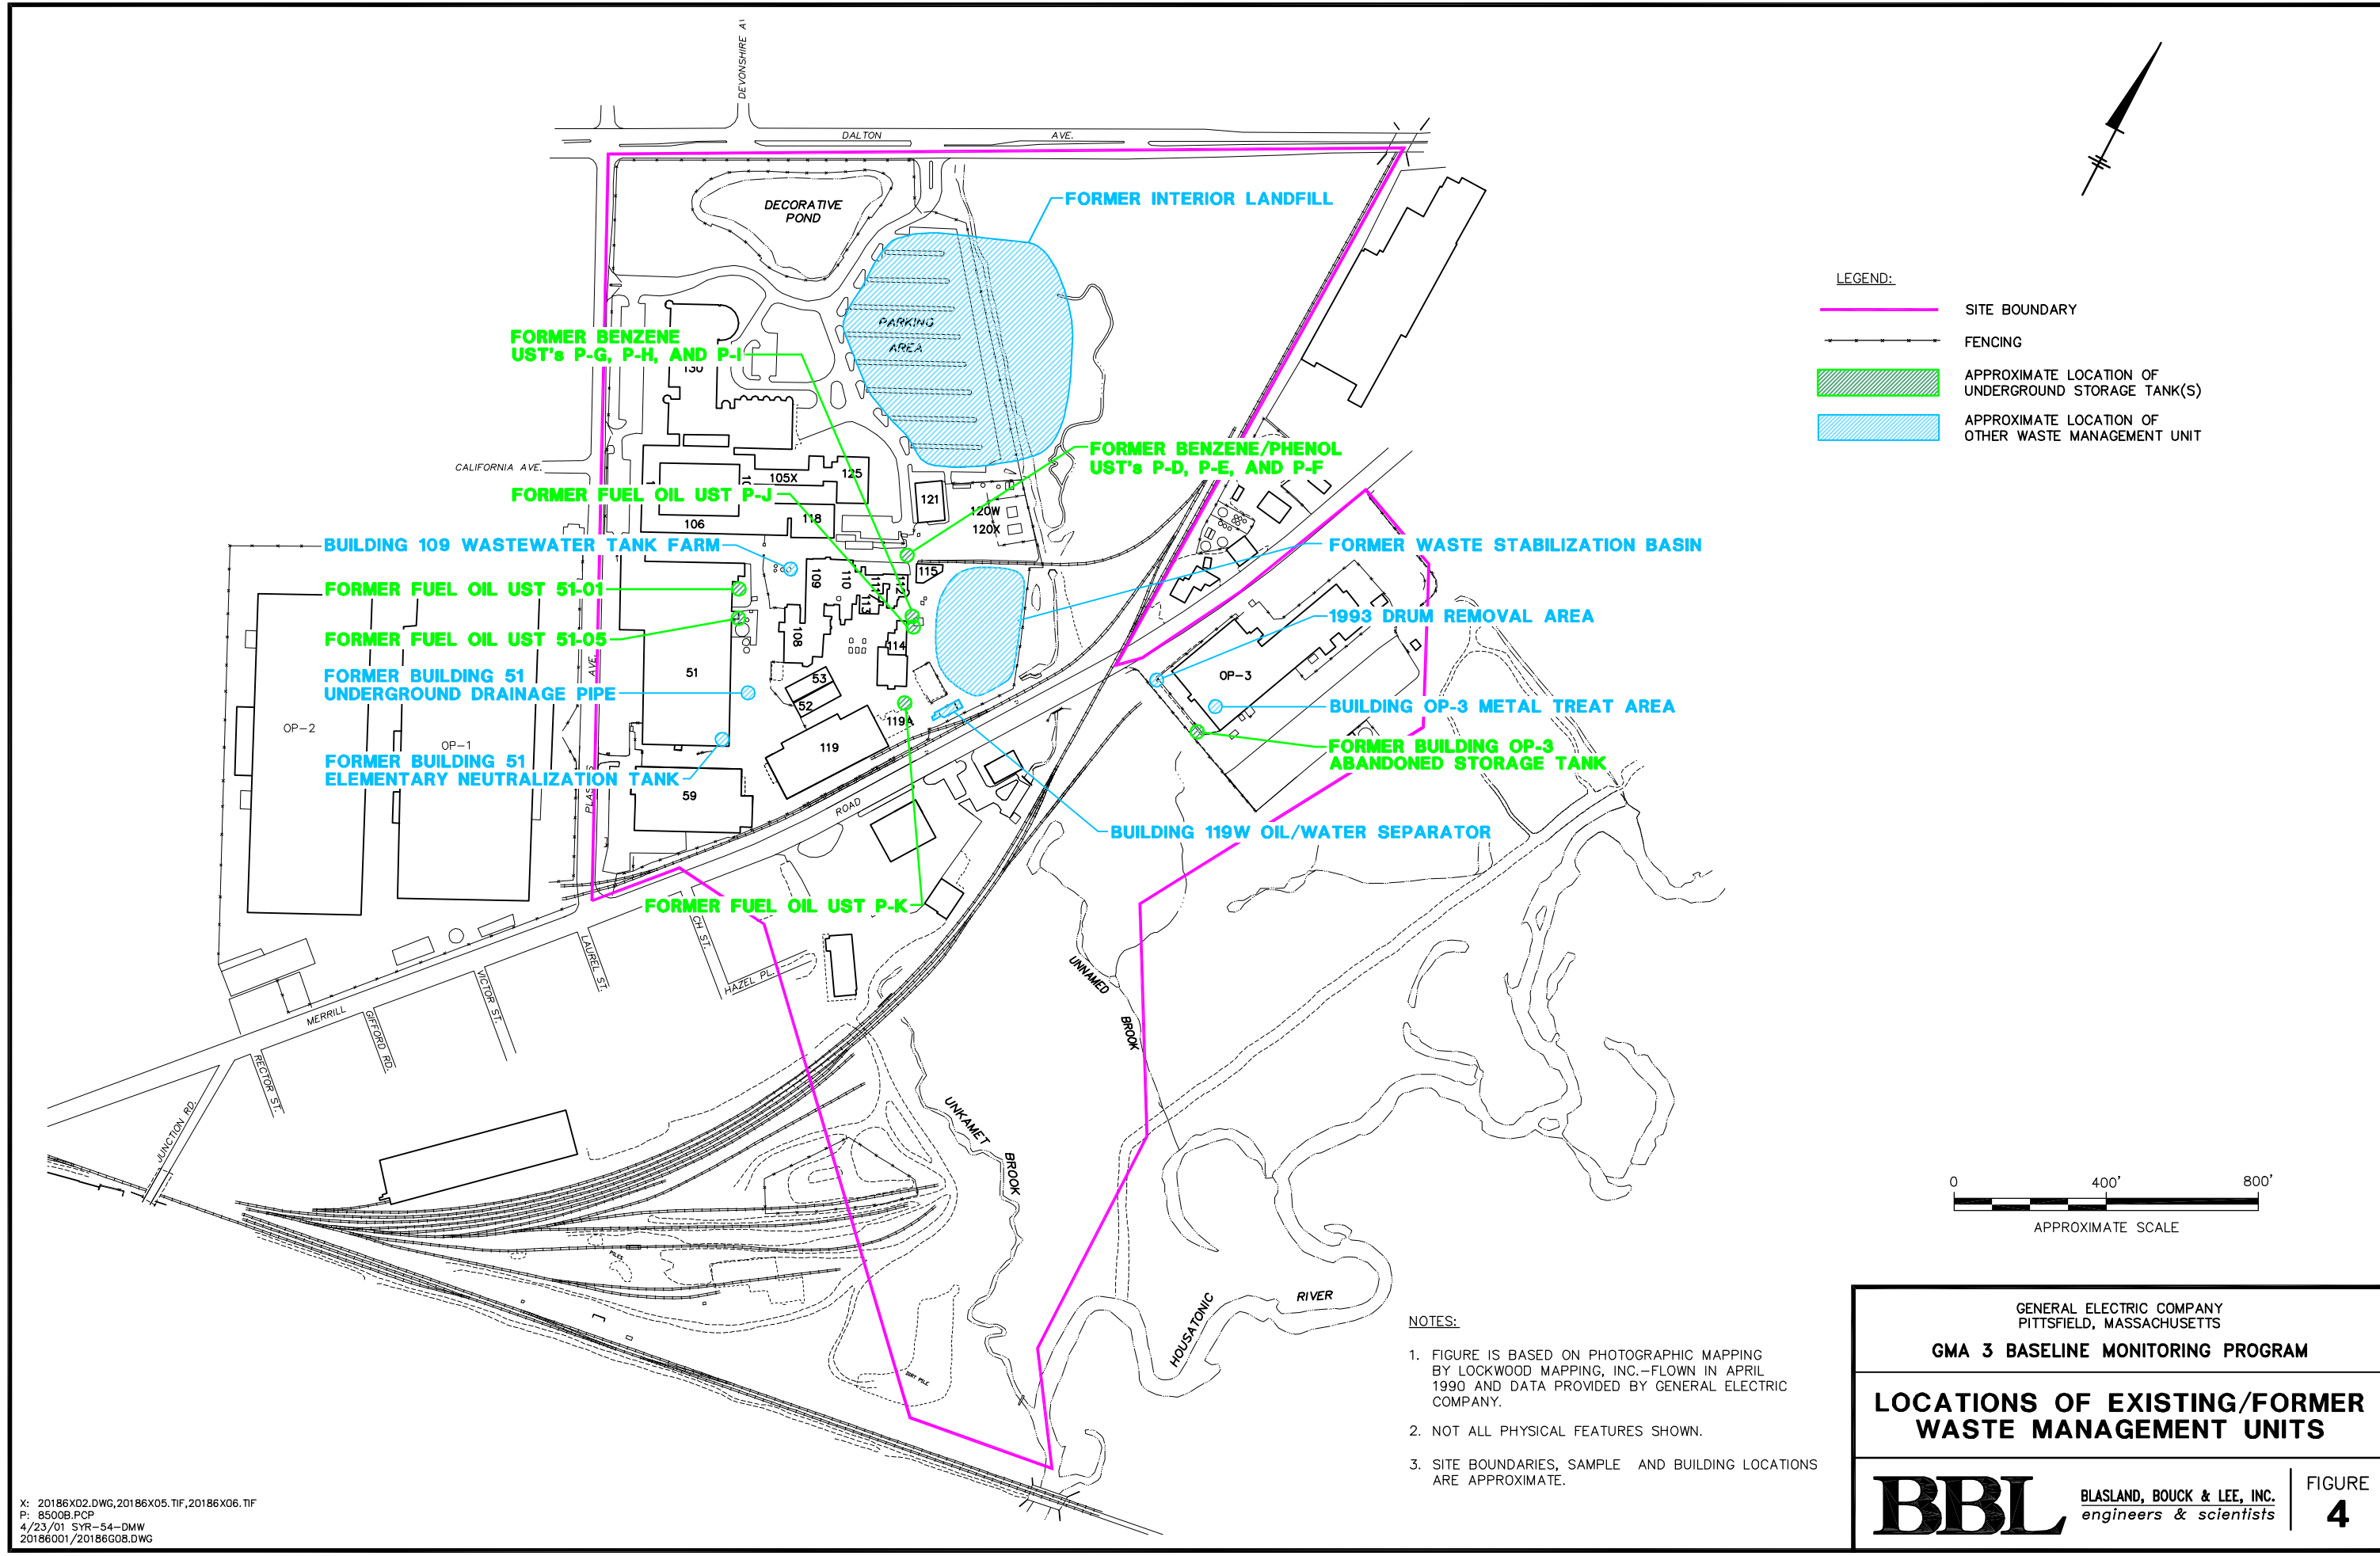 DEVONSHIRE A
DALTON AVE.
DECORATIVE
POND
FORMER INTERIOR LANDFILL
PARKING
AREA
LEGEND:
SITE BOUNDARY
FENCING
APPROXIMATE LOCATION OF
UNDERGROUND STORAGE TANK(S)
APPROXIMATE LOCATION OF
OTHER WASTE MANAGEMENT UNIT
FORMER BENZENE
UST's P-G, P-H, AND P-I
130
FORMER BENZENE/PHENOL
UST's P-D, P-E, AND P-F
CALIFORNIA AVE.
105X
125
FORMER FUEL OIL UST P-J
121
106
118
120W
120X
BUILDING 109 WASTEWATER TANK FARM
FORMER WASTE STABILIZATION BASIN
109
110
111
112
113
115
FORMER FUEL OIL UST 51-01
1993 DRUM REMOVAL AREA
FORMER FUEL OIL UST 51-05
108
114
FORMER BUILDING 51
UNDERGROUND DRAINAGE PIPE
51
53
52
OP-3
BUILDING OP-3 METAL TREAT AREA
119A
OP-2
OP-1
119
FORMER BUILDING OP-3
ABANDONED STORAGE TANK
FORMER BUILDING 51
ELEMENTARY NEUTRALIZATION TANK
59
PLAS
AVE.
ROAD
BUILDING 119W OIL/WATER SEPARATOR
FORMER FUEL OIL UST P-K
CH ST.
LAUREL ST.
HAZEL PL.
VICTOR ST.
MERRILL
GIFFORD RD.
RECTOR ST.
JUNCTION RD.
UNNAMED
BROOK
UNKAMET
BROOK
PILES
DIRT PILE
HOUSATONIC
RIVER
0 400' 800'
APPROXIMATE SCALE
NOTES:
1. FIGURE IS BASED ON PHOTOGRAPHIC MAPPING
BY LOCKWOOD MAPPING, INC.-FLOWN IN APRIL
1990 AND DATA PROVIDED BY GENERAL ELECTRIC
COMPANY.
2. NOT ALL PHYSICAL FEATURES SHOWN.
3. SITE BOUNDARIES, SAMPLE AND BUILDING LOCATIONS
ARE APPROXIMATE.
GENERAL ELECTRIC COMPANY
PITTSFIELD, MASSACHUSETTS
GMA 3 BASELINE MONITORING PROGRAM
LOCATIONS OF EXISTING/FORMER
WASTE MANAGEMENT UNITS
BBL
BLASLAND, BOUCK & LEE, INC.
engineers & scientists
FIGURE
4
X: 20186X02.DWG,20186X05.TIF,20186X06.TIF
P: 8500B.PCP
4/23/01 SYR-54-DMW
20186001/20186G08.DWG